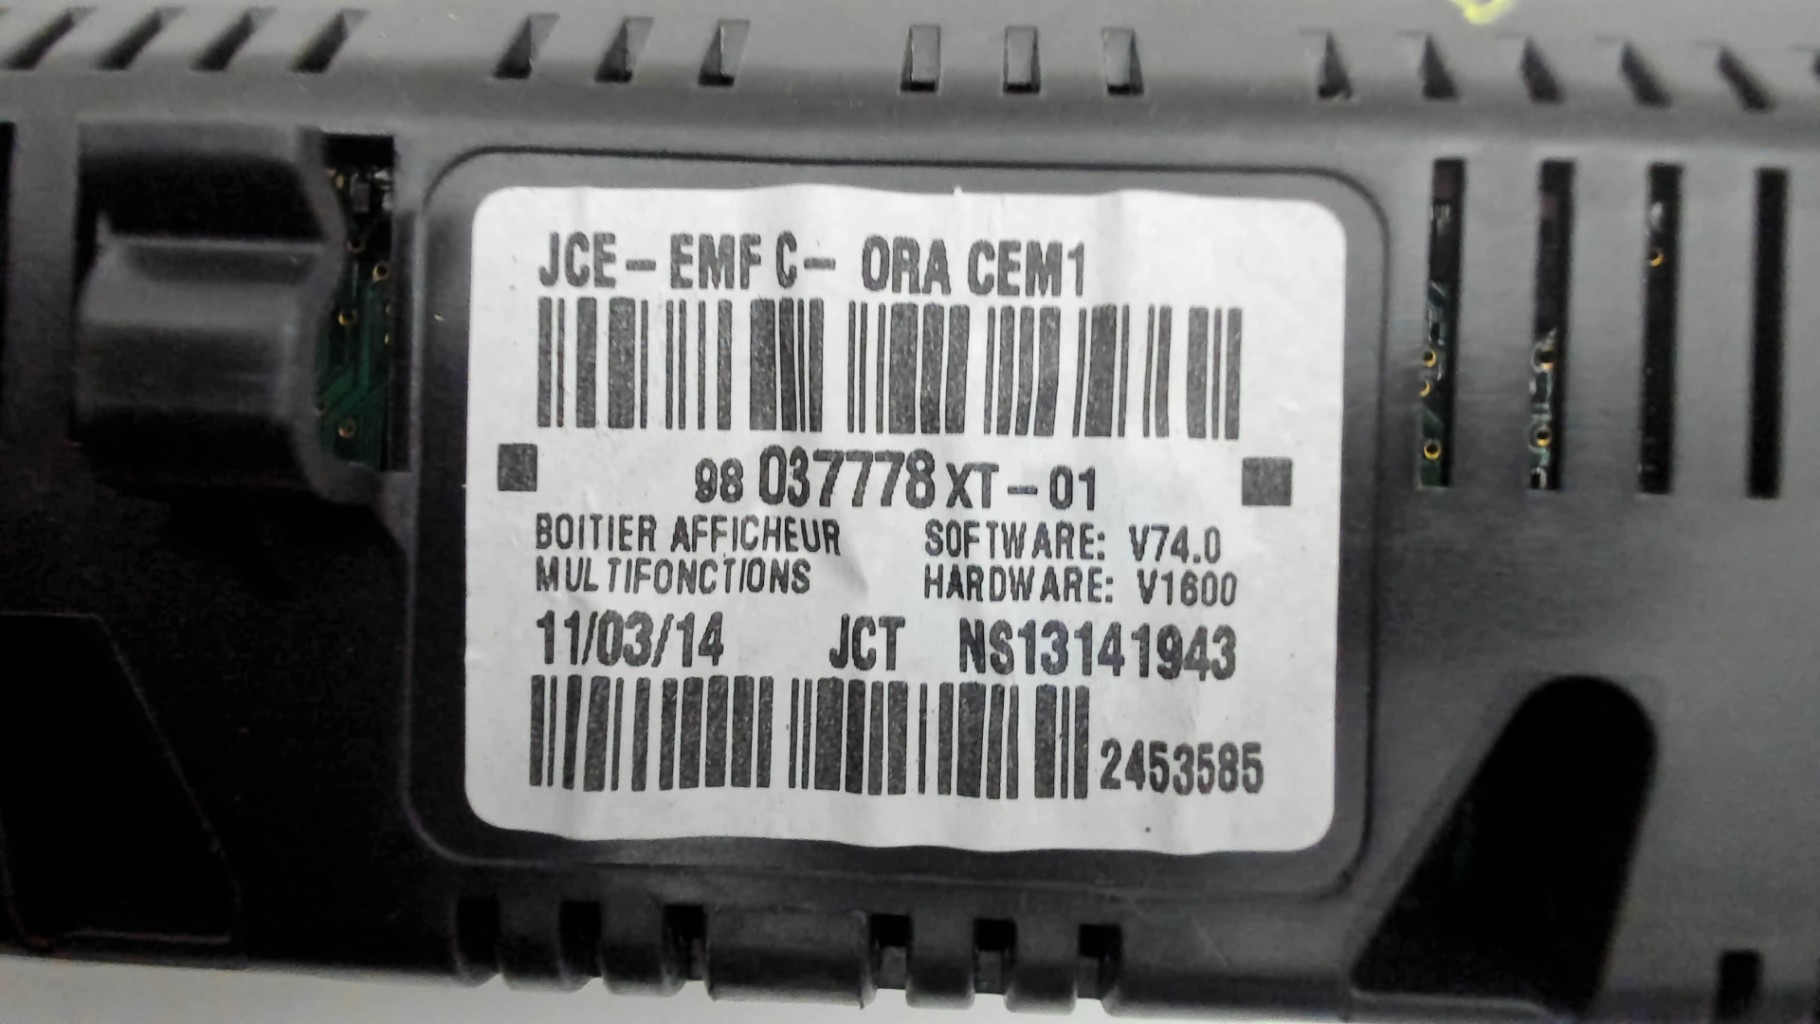 JCE-EMF C- ORA CEM1
98 037778 XT-01
BOITIER AFFICHEUR SOFTWARE: V74.0
MULTIFONCTIONS HARDWARE: V1600
11/03/14 JCT NS13141943
2453585